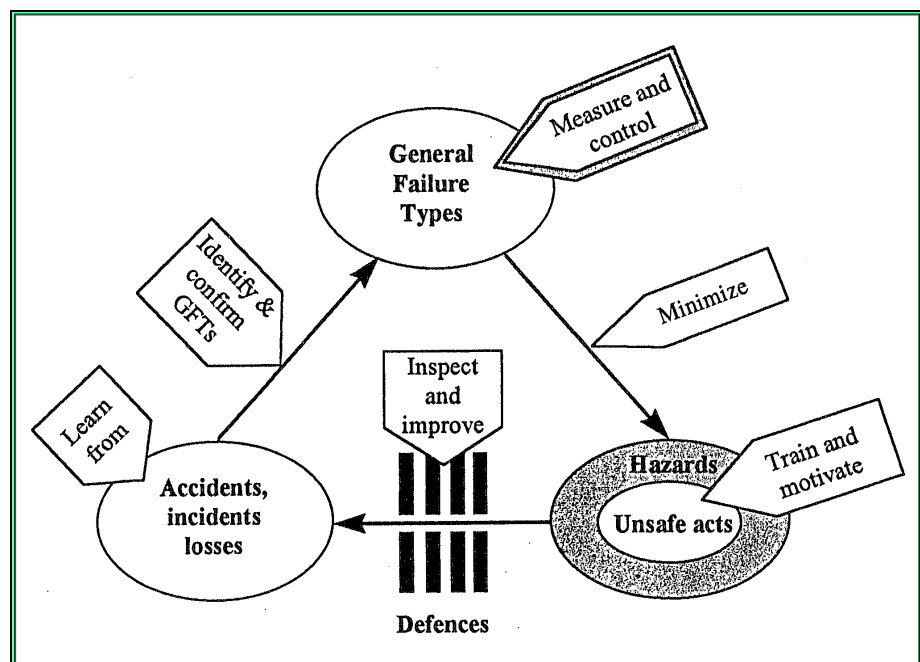 Measure and
control
General
Failure
Types
Identify &
confirm
GFTs
Minimize
Inspect
and
improve
Learn
from
Hazards
Train and
motivate
Accidents,
incidents
losses
Unsafe acts
Defences